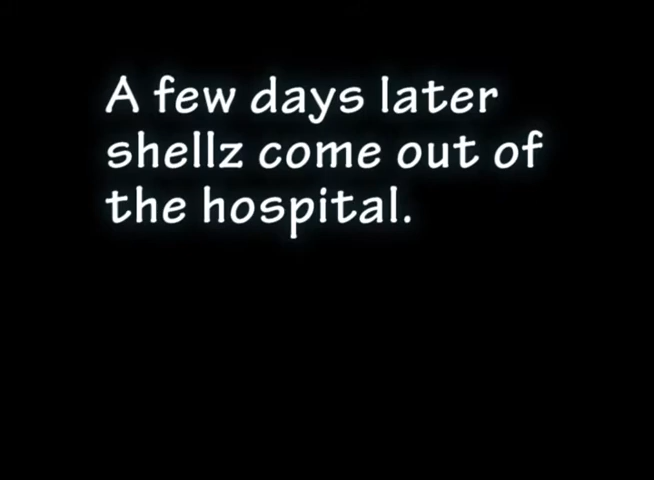 A few days later
shellz come out of
the hospital.